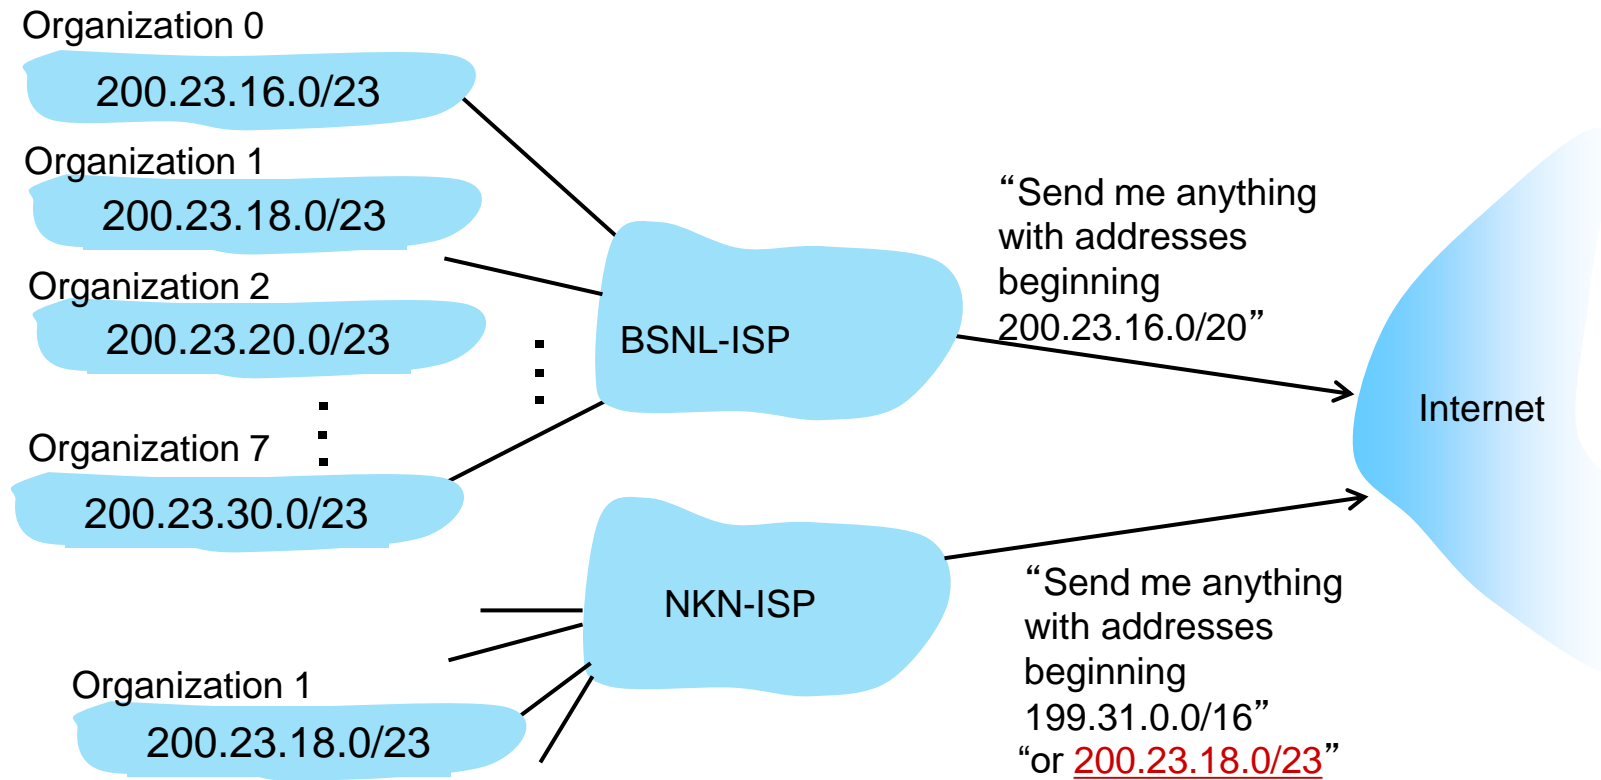 Organization 0
200.23.16.0/23
Organization 1
200.23.18.0/23
Organization 2
200.23.20.0/23
Organization 7
200.23.30.0/23
BSNL-ISP
“Send me anything
with addresses
beginning
200.23.16.0/20”
Internet
NKN-ISP
Organization 1
200.23.18.0/23
“Send me anything
with addresses
beginning
199.31.0.0/16”
“or 200.23.18.0/23”